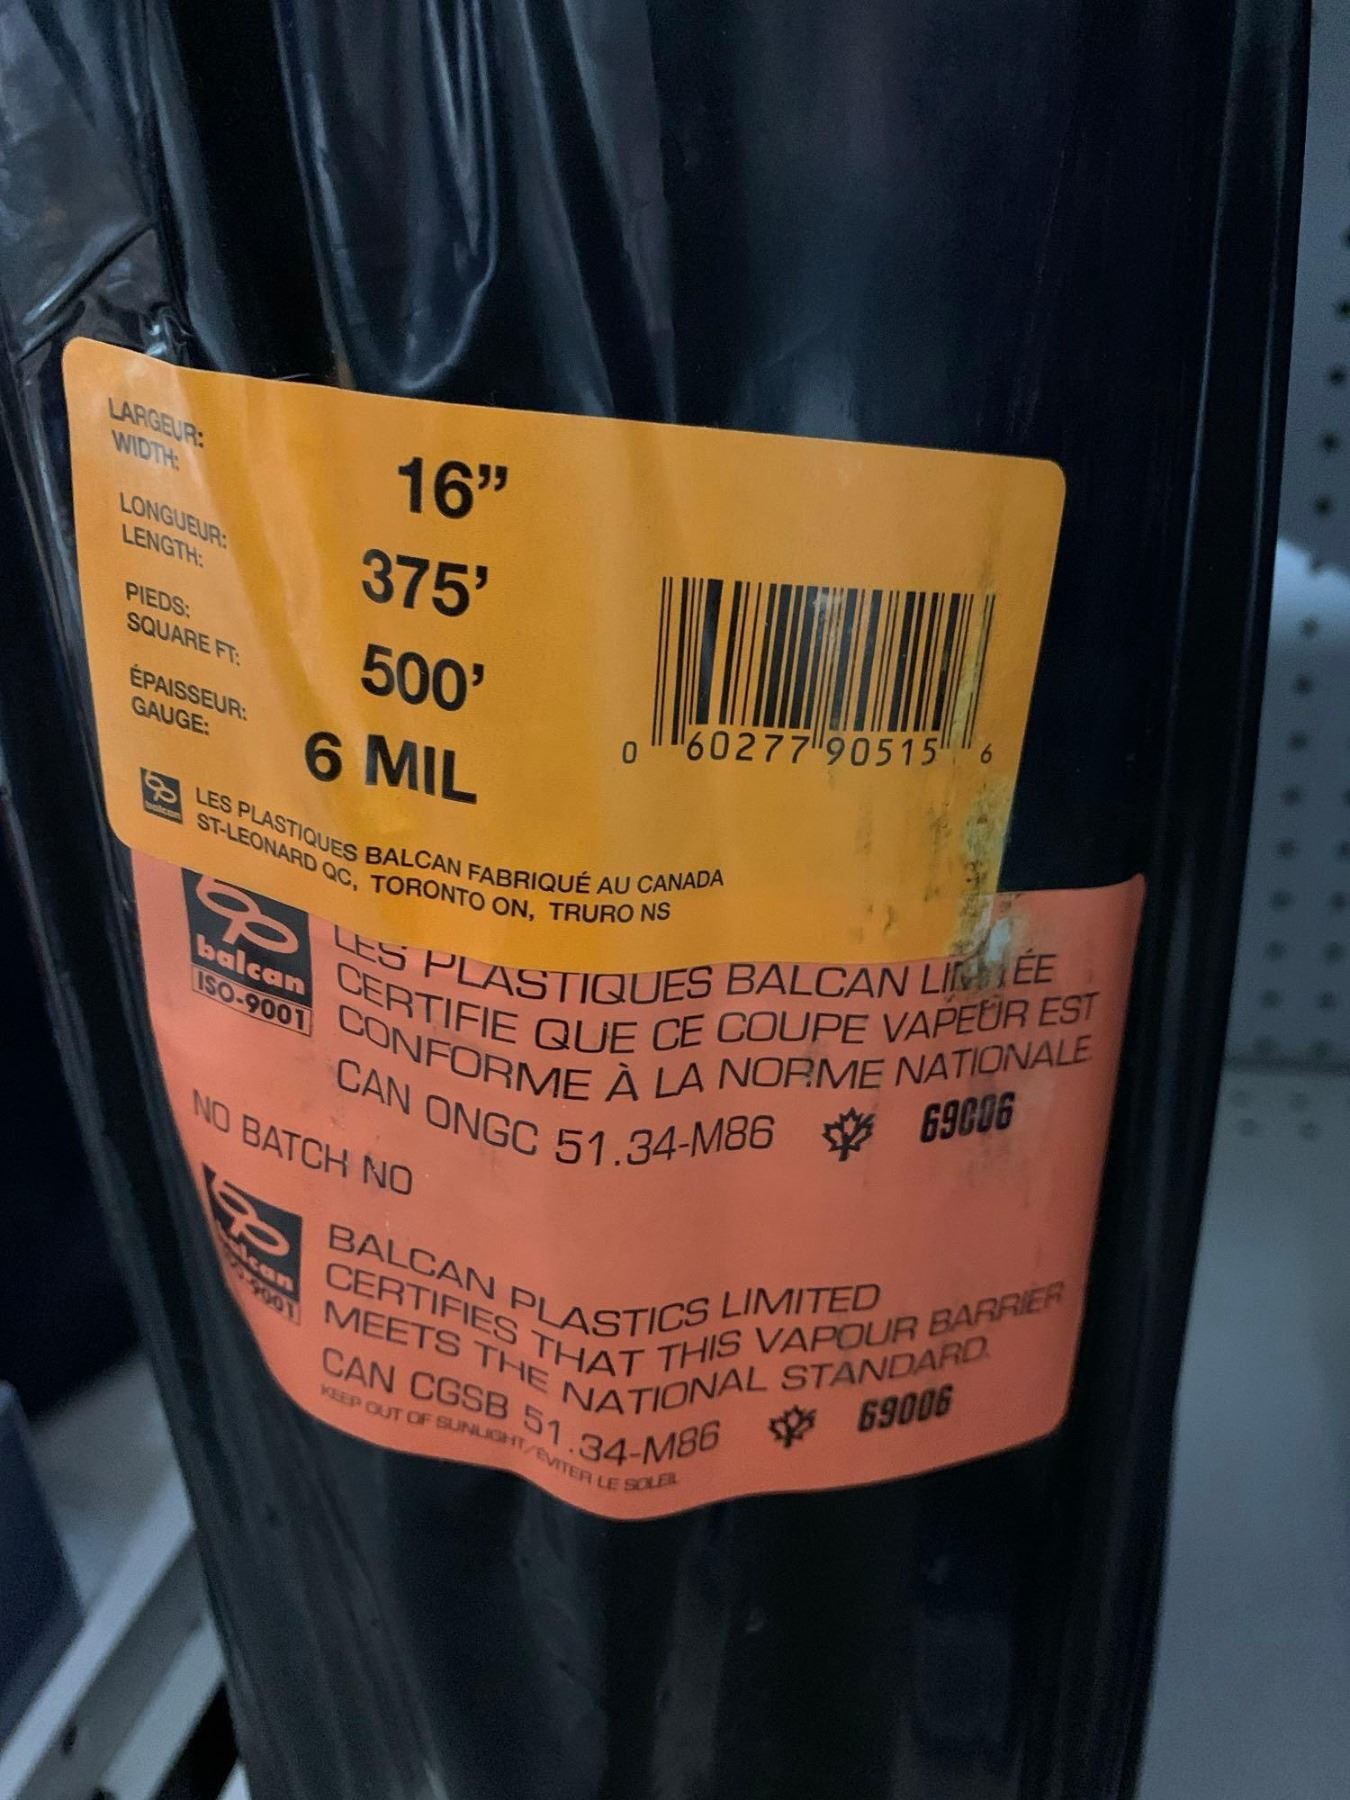 LARGEUR:
WIDTH:
16”
LONGUEUR:
LENGTH:
375’
PIEDS:
SQUARE FT:
500’
ÉPAISSEUR:
GAUGE:
6 MIL
0 60277 90515 6
balcan
LES PLASTIQUES BALCAN FABRIQUÉ AU CANADA
ST-LEONARD QC, TORONTO ON, TRURO NS
balcan
ISO-9001
LES PLASTIQUES BALCAN LIMITÉE
CERTIFIE QUE CE COUPE VAPEUR EST
CONFORME À LA NORME NATIONALE
CAN ONGC 51.34-M86 69006
NO BATCH NO
balcan
ISO-9001
BALCAN PLASTICS LIMITED
CERTIFIES THAT THIS VAPOUR BARRIER
MEETS THE NATIONAL STANDARD.
CAN CGSB 51.34-M86 69006
KEEP OUT OF SUNLIGHT/ÉVITER LE SOLEIL